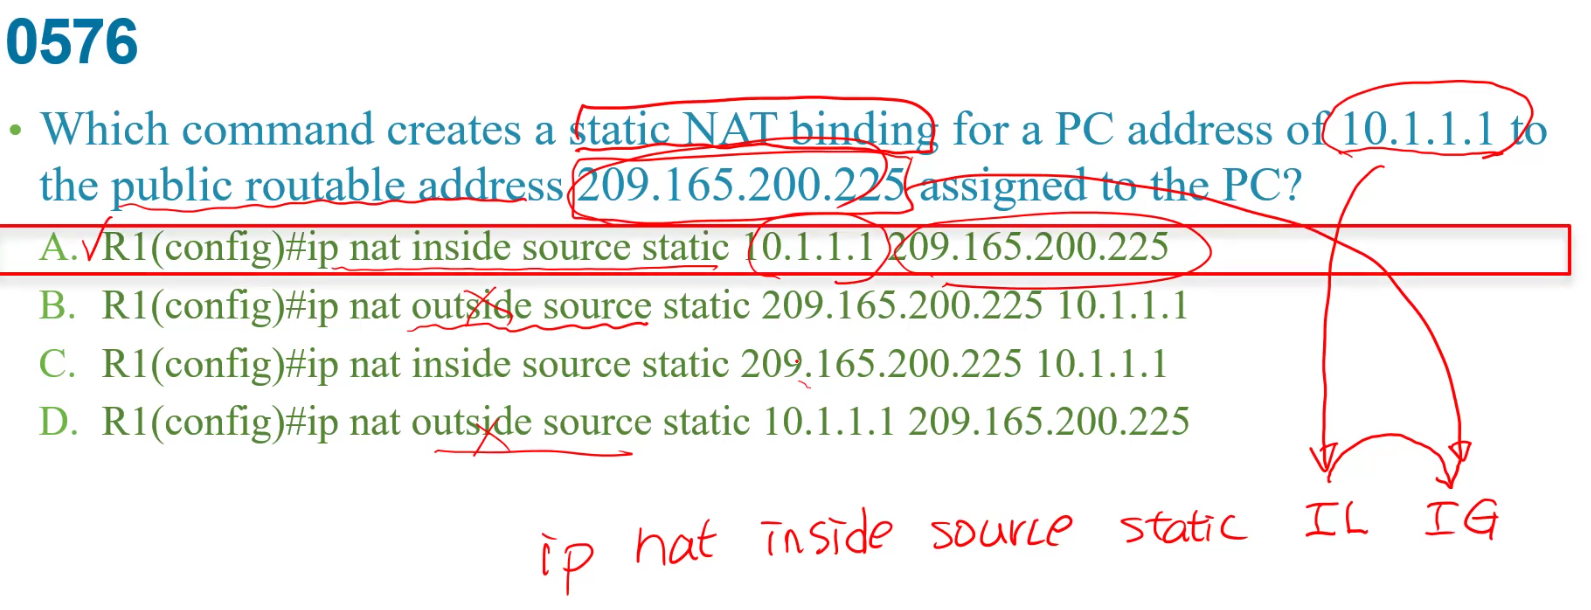 0576
• Which command creates a static NAT binding for a PC address of 10.1.1.1 to
the public routable address 209.165.200.225 assigned to the PC?
A. R1(config)#ip nat inside source static 10.1.1.1 209.165.200.225
B. R1(config)#ip nat outside source static 209.165.200.225 10.1.1.1
C. R1(config)#ip nat inside source static 209.165.200.225 10.1.1.1
D. R1(config)#ip nat outside source static 10.1.1.1 209.165.200.225
ip nat inside source static IL IG